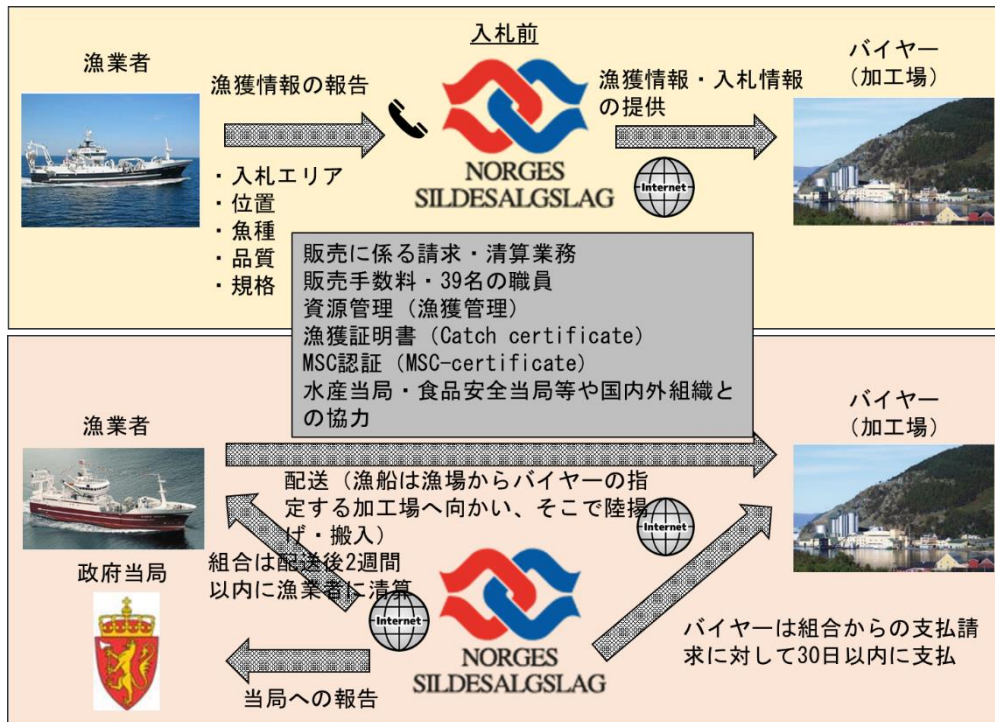 入札前
漁業者
漁獲情報の報告
NORGES
SILDESALGSLAG
漁獲情報・入札情報
の提供
Internet
バイヤー
（加工場）
・入札エリア
・位置
・魚種
・品質
・規格
販売に係る請求・清算業務
販売手数料・39名の職員
資源管理（漁獲管理）
漁獲証明書（Catch certificate）
MSC認証（MSC-certificate）
水産当局・食品安全当局等や国内外組織と
の協力
漁業者
バイヤー
（加工場）
配送（漁船は漁場からバイヤーの指
定する加工場へ向かい、そこで陸揚
げ・搬入）
Internet
組合は配送後2週間
以内に漁業者に清算
政府当局
Internet
NORGES
SILDESALGSLAG
当局への報告
バイヤーは組合からの支払請
求に対して30日以内に支払